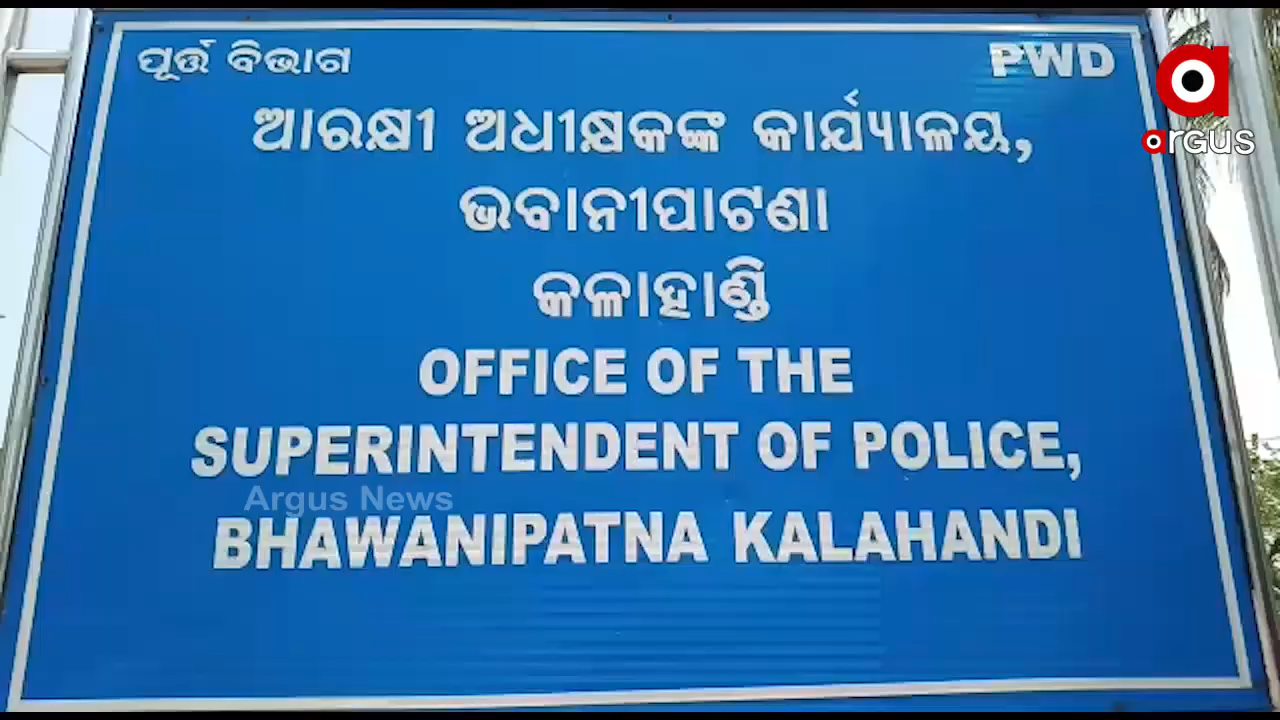 ପୂର୍ତ୍ତ ବିଭାଗ PWD
argus
ଆରକ୍ଷୀ ଅଧୀକ୍ଷକଙ୍କ କାର୍ଯ୍ୟାଳୟ,
ଭବାନୀପାଟଣା
କଳାହାଣ୍ଡି
OFFICE OF THE
SUPERINTENDENT OF POLICE,
Argus News
BHAWANIPATNA KALAHANDI